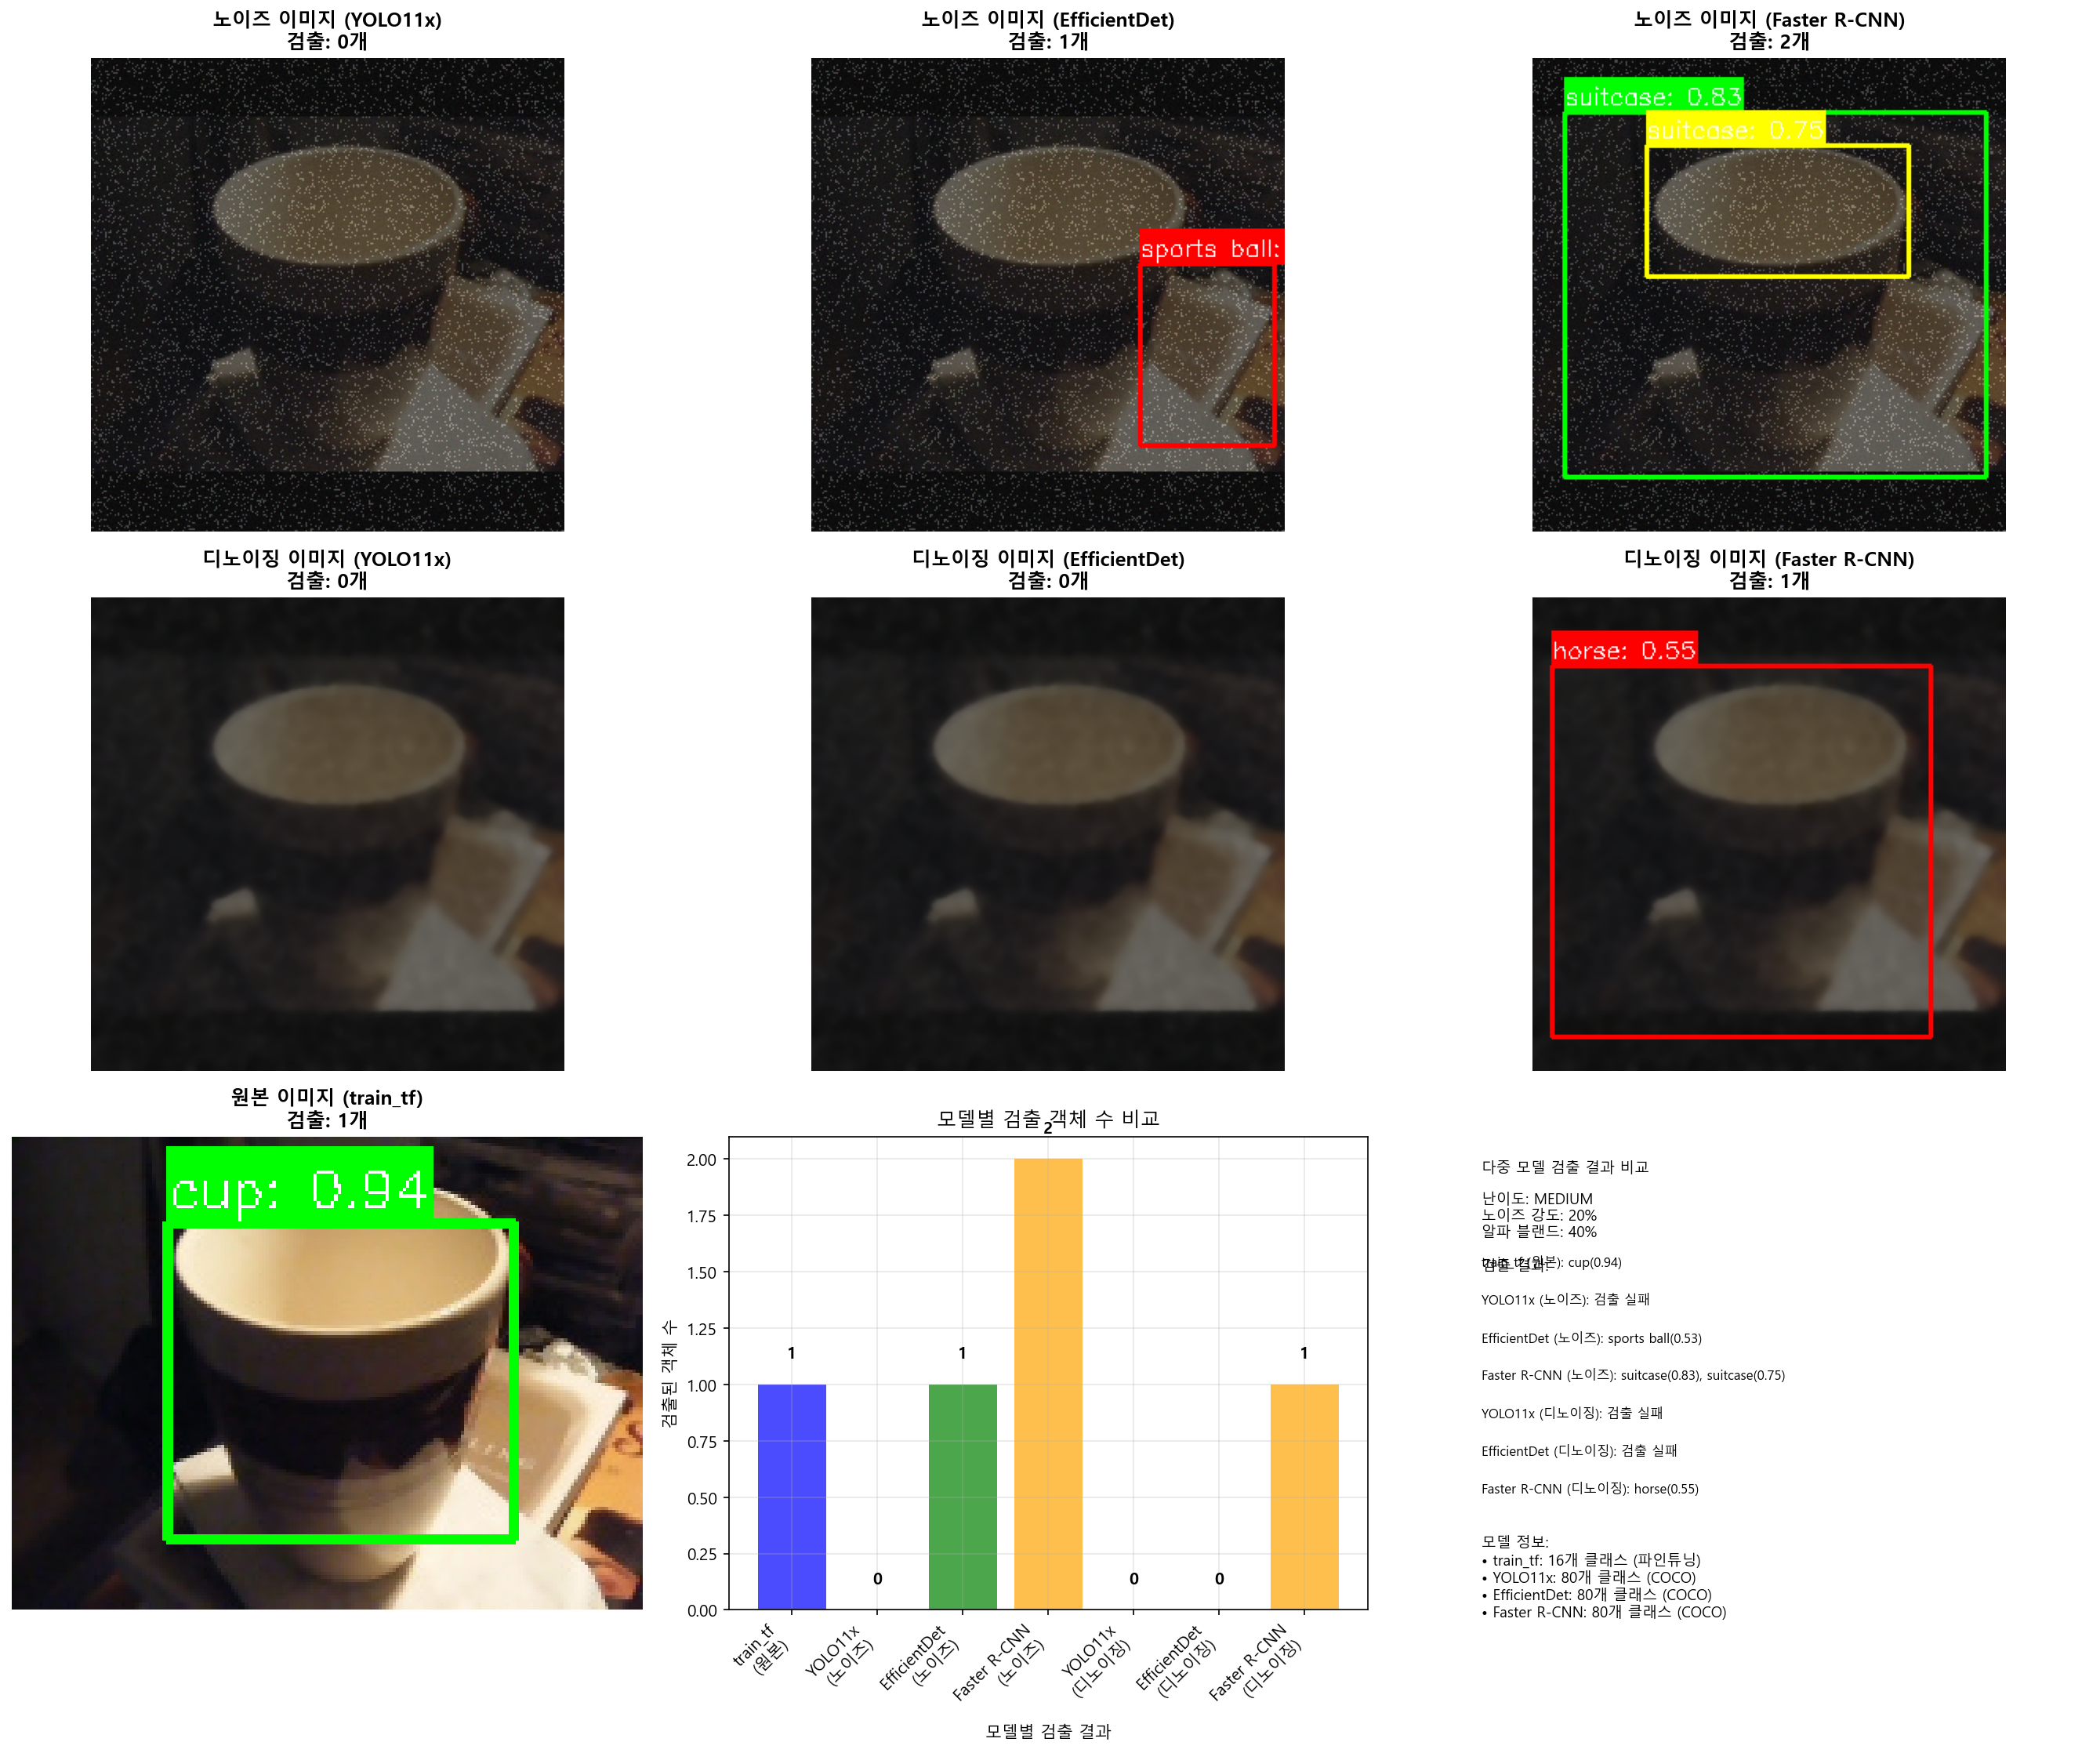 노이즈 이미지 (YOLO11x)
검출: 0개
노이즈 이미지 (EfficientDet)
검출: 1개
노이즈 이미지 (Faster R-CNN)
검출: 2개
sports ball:
suitcase: 0.83
suitcase: 0.75
디노이징 이미지 (YOLO11x)
검출: 0개
디노이징 이미지 (EfficientDet)
검출: 0개
디노이징 이미지 (Faster R-CNN)
검출: 1개
horse: 0.55
원본 이미지 (train_tf)
검출: 1개
cup: 0.94
모델별 검출 객체 수 비교
2
2.00
1.75
1.50
1.25
1.00
0.75
0.50
0.25
0.00
검출된 객체 수
1
0
1
0
0
1
train_tf
(원본)
YOLO11x
(노이즈)
EfficientDet
(노이즈)
Faster R-CNN
(노이즈)
YOLO11x
(디노이징)
EfficientDet
(디노이징)
Faster R-CNN
(디노이징)
모델별 검출 결과
다중 모델 검출 결과 비교
난이도: MEDIUM
노이즈 강도: 20%
알파 블랜드: 40%
train_tf (원본): cup(0.94)
검출 결과:
YOLO11x (노이즈): 검출 실패
EfficientDet (노이즈): sports ball(0.53)
Faster R-CNN (노이즈): suitcase(0.83), suitcase(0.75)
YOLO11x (디노이징): 검출 실패
EfficientDet (디노이징): 검출 실패
Faster R-CNN (디노이징): horse(0.55)
모델 정보:
• train_tf: 16개 클래스 (파인튜닝)
• YOLO11x: 80개 클래스 (COCO)
• EfficientDet: 80개 클래스 (COCO)
• Faster R-CNN: 80개 클래스 (COCO)